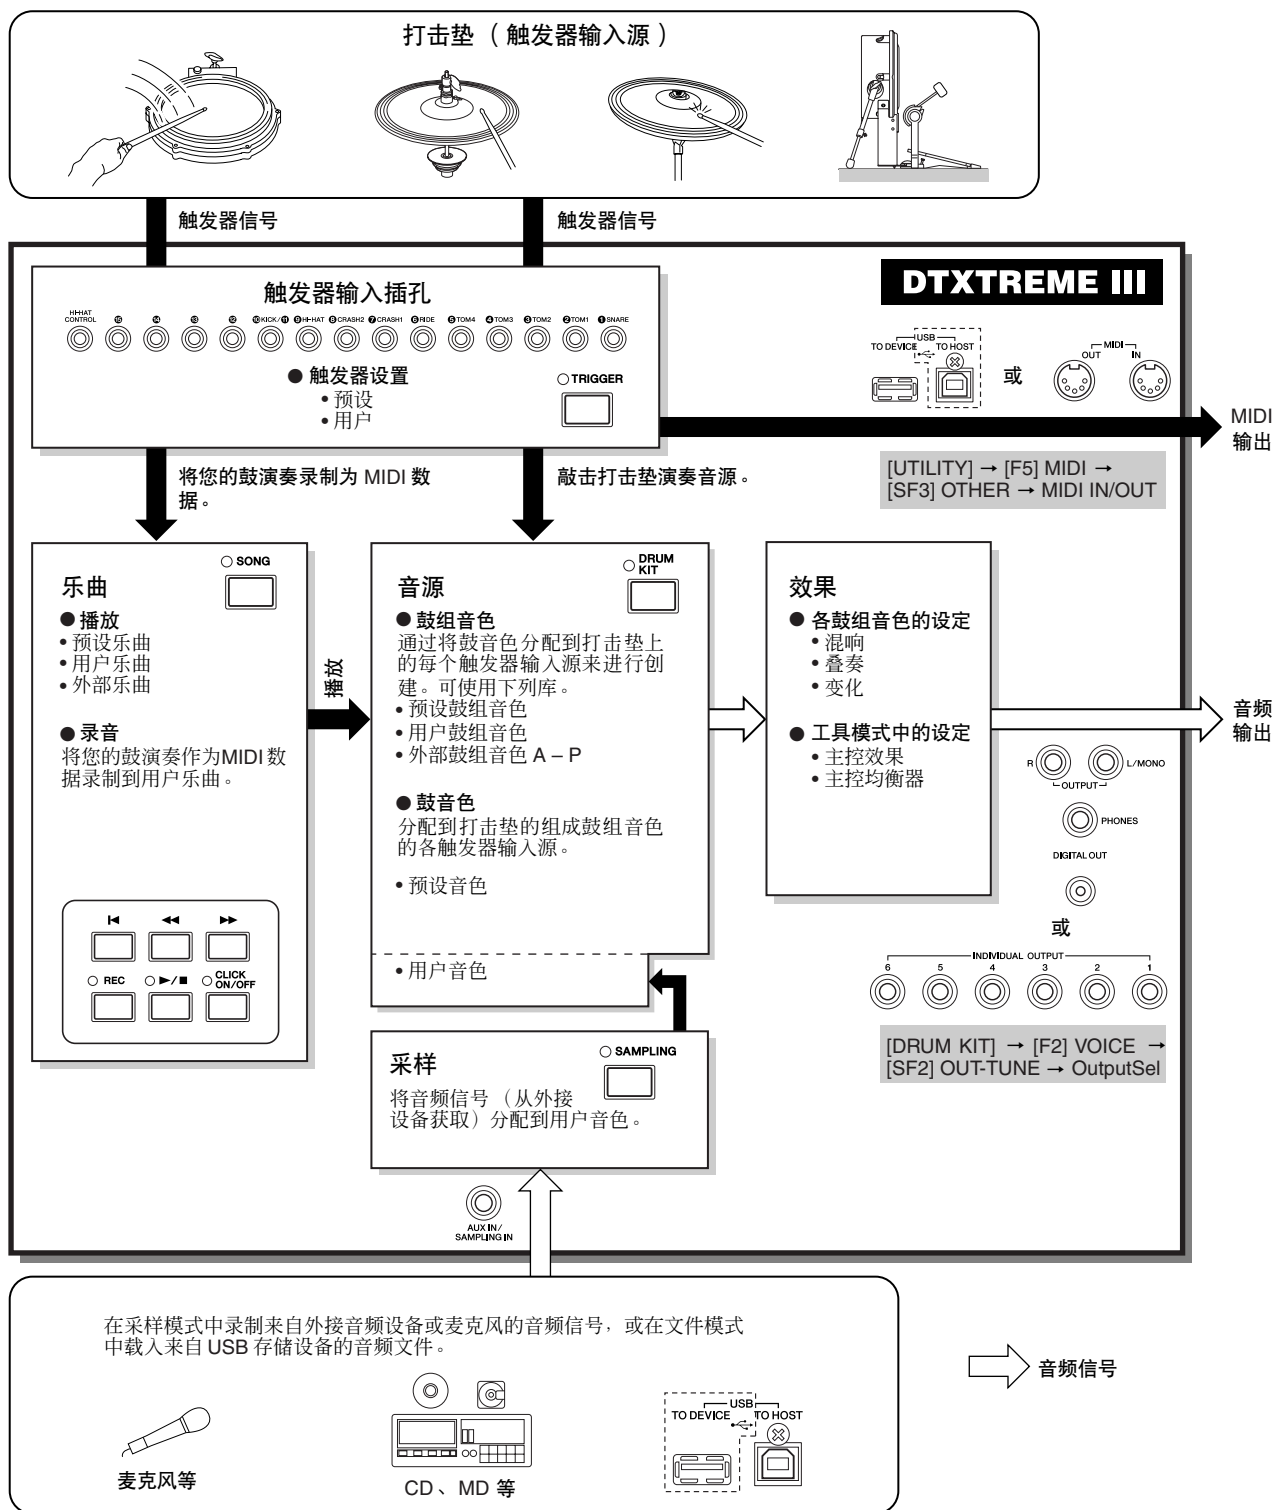 打击垫（触发器输入源）
触发器信号
触发器信号
触发器输入插孔
DTXTREME III
HI-HAT CONTROL
⑮
⑭
⑬
⑫
⑩KICK/⑪
⑨HI-HAT
⑧CRASH2
⑦CRASH1
⑥RIDE
⑤TOM4
④TOM3
③TOM2
②TOM1
①SNARE
● 触发器设置
• 预设
• 用户
TRIGGER
USB
TO DEVICE
TO HOST
或
MIDI
OUT
IN
MIDI
输出
[UTILITY] → [F5] MIDI →
[SF3] OTHER → MIDI IN/OUT
将您的鼓演奏录制为 MIDI 数
据。
敲击打击垫演奏音源。
乐曲
SONG
● 播放
• 预设乐曲
• 用户乐曲
• 外部乐曲
● 录音
将您的鼓演奏作为MIDI 数
据录制到用户乐曲。
REC
►/■
CLICK
ON/OFF
播放
音源
DRUM
KIT
● 鼓组音色
通过将鼓音色分配到打击垫上
的每个触发器输入源来进行创
建。可使用下列库。
• 预设鼓组音色
• 用户鼓组音色
• 外部鼓组音色 A – P
● 鼓音色
分配到打击垫的组成鼓组音色
的各触发器输入源。
• 预设音色
• 用户音色
效果
● 各鼓组音色的设定
• 混响
• 叠奏
• 变化
● 工具模式中的设定
• 主控效果
• 主控均衡器
音频
输出
R
L/MONO
OUTPUT
PHONES
DIGITAL OUT
或
INDIVIDUAL OUTPUT
6 5 4 3 2 1
[DRUM KIT] → [F2] VOICE →
[SF2] OUT-TUNE → OutputSel
采样
SAMPLING
将音频信号（从外接
设备获取）分配到用户音色。
AUX IN/
SAMPLING IN
在采样模式中录制来自外接音频设备或麦克风的音频信号，或在文件模式
中载入来自 USB 存储设备的音频文件。
麦克风等
CD、MD 等
USB
TO DEVICE
TO HOST
音频信号